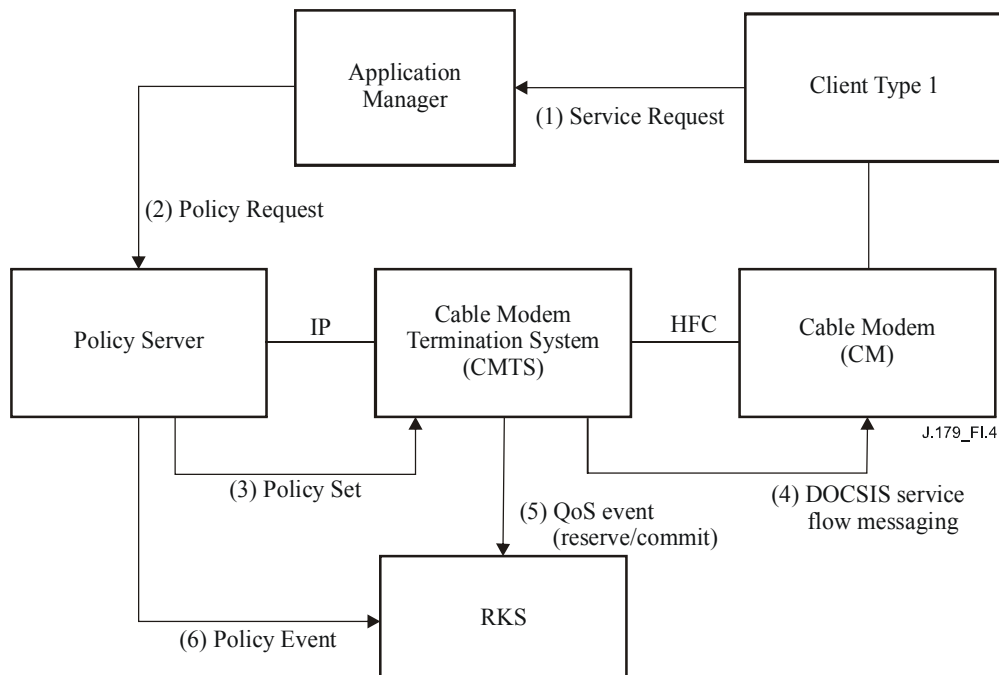 Application
Manager
Client Type 1
(1) Service Request
(2) Policy Request
Policy Server
IP
Cable Modem
Termination System
(CMTS)
HFC
Cable Modem
(CM)
J.179_FI.4
(3) Policy Set
(4) DOCSIS service
flow messaging
(5) QoS event
(reserve/commit)
RKS
(6) Policy Event